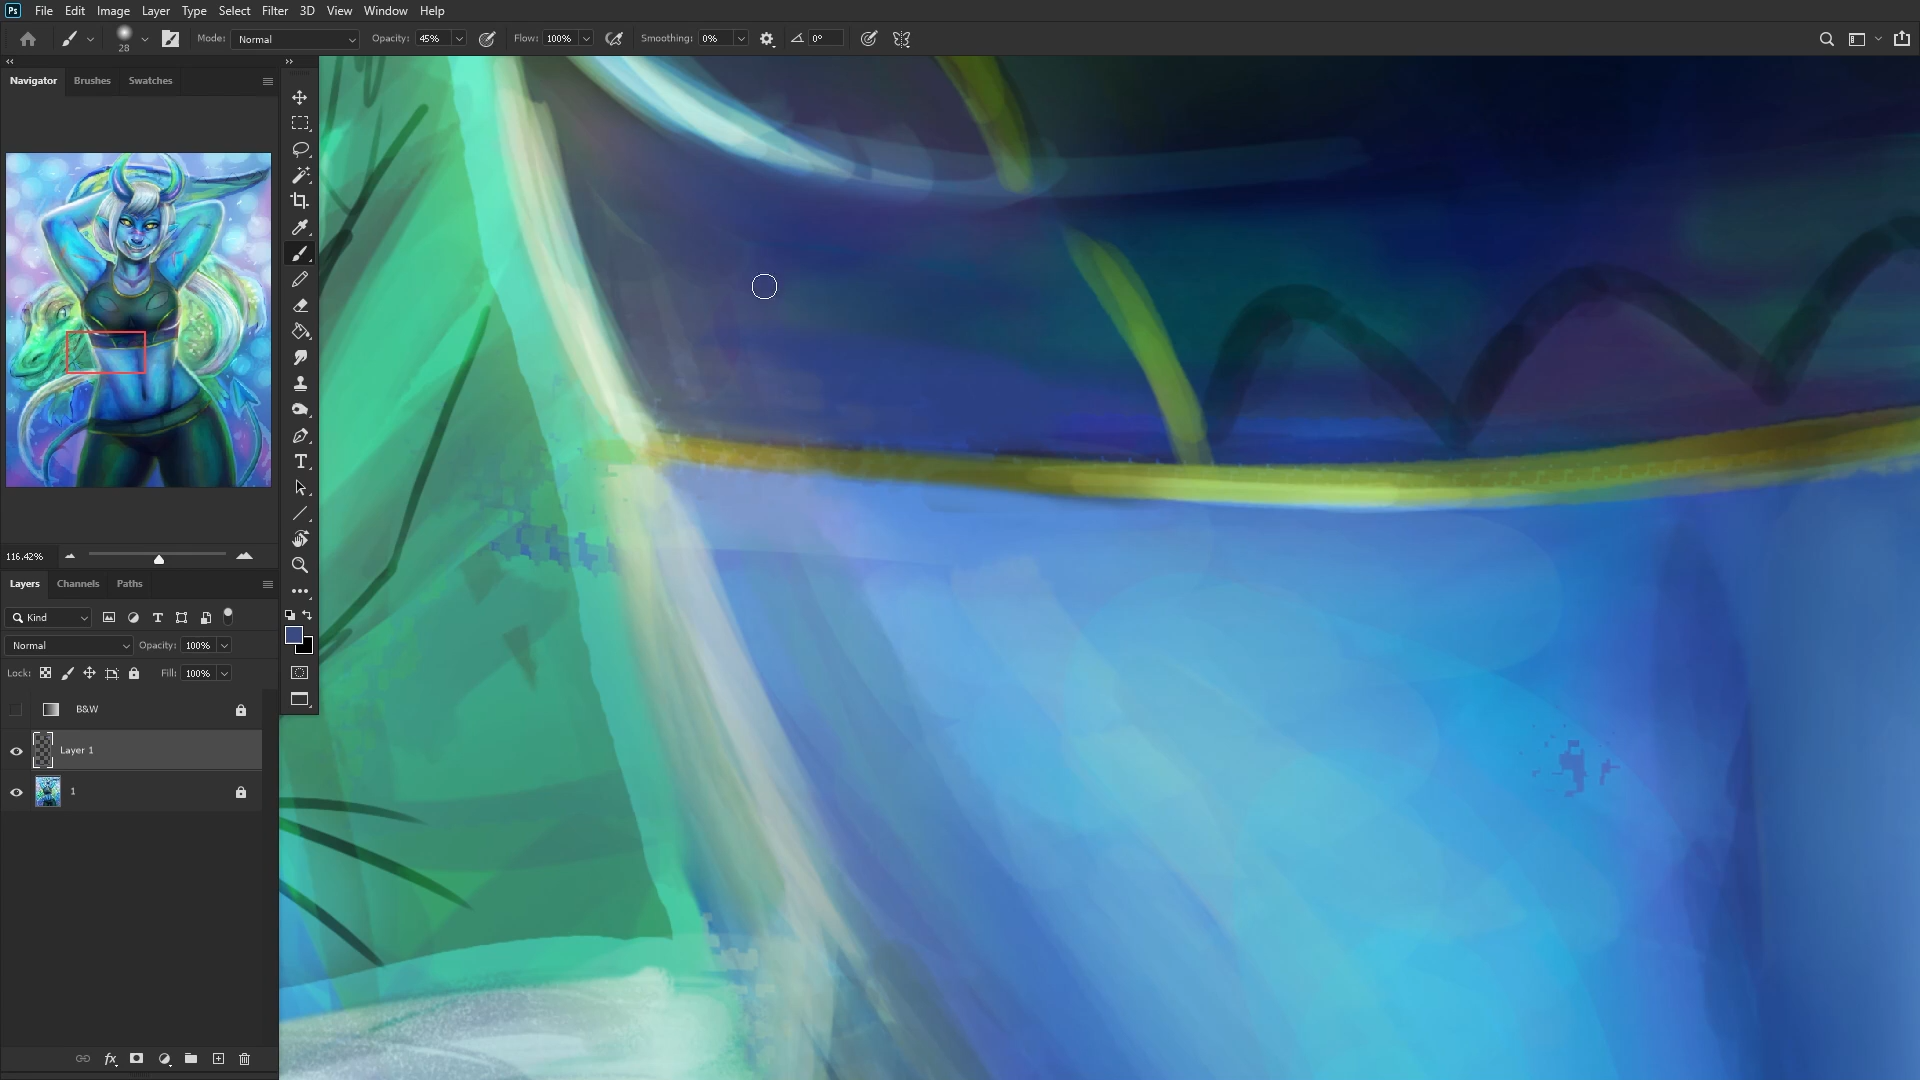 Ps File Edit Image Layer Type Select Filter 3D View Window Help
28 Mode: Normal Opacity: 45% Flow: 100% Smoothing: 0% 0°
Navigator Brushes Swatches
116.42%
Layers Channels Paths
Kind
Normal Opacity: 100%
Lock: Fill: 100%
B&W
Layer 1
1
fx